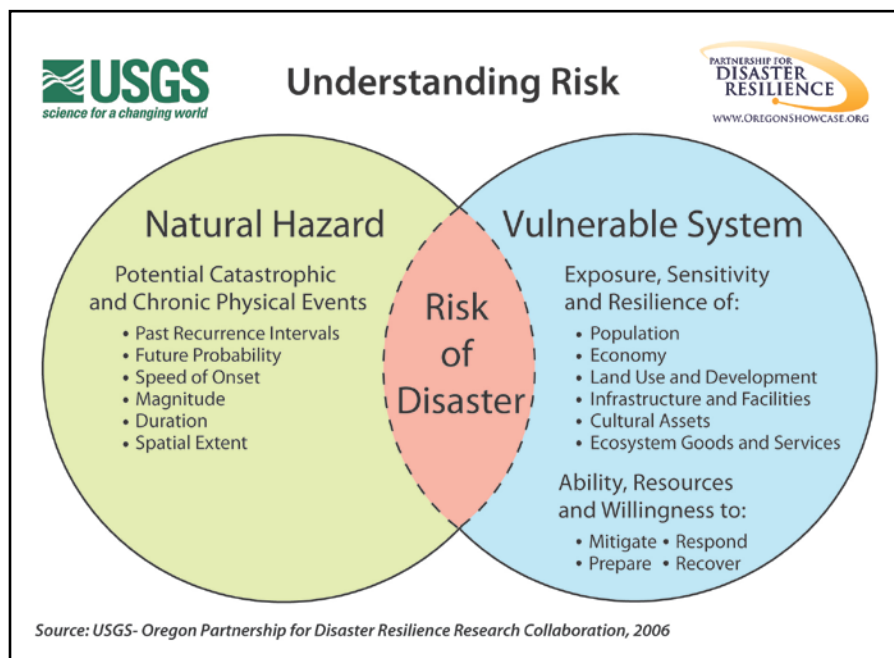 USGS
science for a changing world
Understanding Risk
PARTNERSHIP FOR
DISASTER
RESILIENCE
WWW.OREGONSHOWCASE.ORG
Natural Hazard
Potential Catastrophic
and Chronic Physical Events
• Past Recurrence Intervals
• Future Probability
• Speed of Onset
• Magnitude
• Duration
• Spatial Extent
Risk
of
Disaster
Vulnerable System
Exposure, Sensitivity
and Resilience of:
• Population
• Economy
• Land Use and Development
• Infrastructure and Facilities
• Cultural Assets
• Ecosystem Goods and Services
Ability, Resources
and Willingness to:
• Mitigate • Respond
• Prepare • Recover
Source: USGS- Oregon Partnership for Disaster Resilience Research Collaboration, 2006